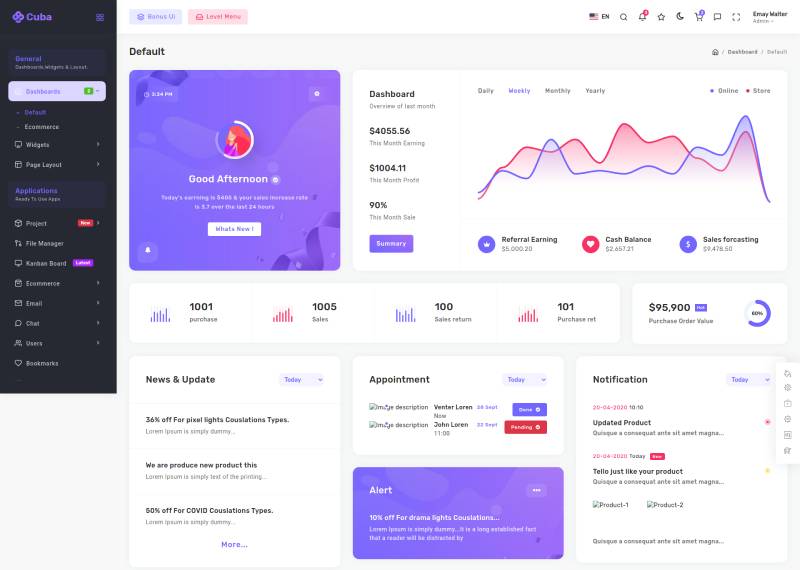 Cuba
Bonus Ui
Level Menu
EN
Emay Walter
Admin
General
Dashboards,Widgets & Layout.
Dashboards
Default
Ecommerce
Widgets
Page Layout
Applications
Ready To Use Apps
Project New
File Manager
Kanban Board Latest
Ecommerce
Email
Chat
Users
Bookmarks
Default
/ Dashboard / Default
3:34 PM
Good Afternoon
Today's earning is $405 & your sales increase rate
is 3.7 over the last 24 hours
Whats New !
Dashboard
Overview of last month
$4055.56
This Month Earning
$1004.11
This Month Profit
90%
This Month Sale
Summary
Daily Weekly Monthly Yearly
Online Store
Referral Earning
$5,000.20
Cash Balance
$2,657.21
Sales forcasting
$9,478.50
1001
purchase
1005
Sales
100
Sales return
101
Purchase ret
$95,900 Hot
Purchase Order Value
60%
News & Update
Today
36% off For pixel lights Couslations Types.
Lorem Ipsum is simply dummy...
We are produce new product this
Lorem Ipsum is simply text of the printing...
50% off For COVID Couslations Types.
Lorem Ipsum is simply dummy...
More...
Appointment
Today
Image description Venter Loren 28 Sept Done
Now
Image description John Loren 22 Sept Pending
11:00
Alert
10% off For drama lights Couslations...
Lorem Ipsum is simply dummy...It is a long established fact
that a reader will be distracted by
Notification
Today
20-04-2020 10:10
Updated Product
Quisque a consequat ante sit amet magna...
20-04-2020 Today New
Tello just like your product
Quisque a consequat ante sit amet magna...
Product-1 Product-2
Quisque a consequat ante sit amet magna...